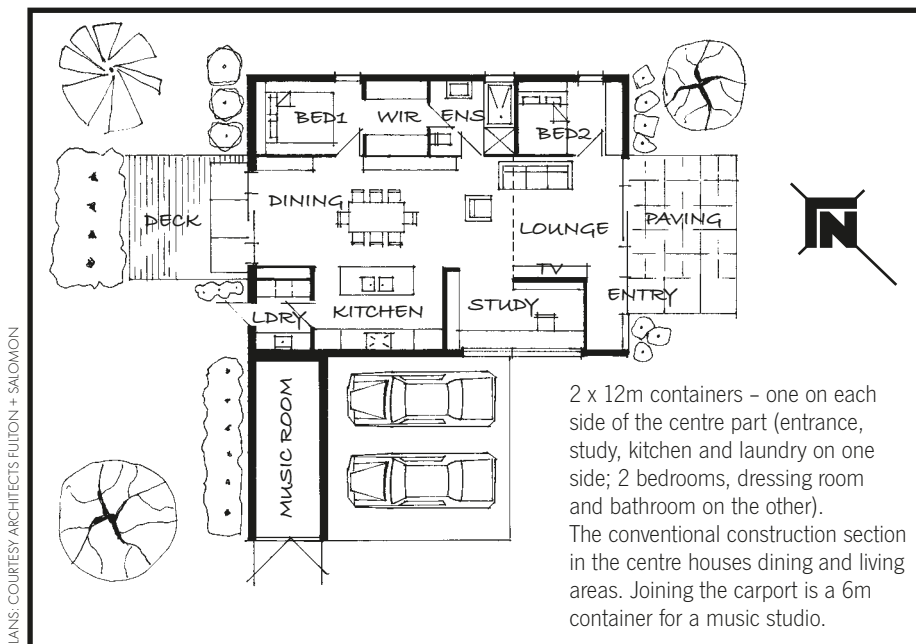 BED1
WIR
ENS
BED2
DINING
DECK
LOUNGE
PAVING
N
TV
STUDY
ENTRY
LDRY
KITCHEN
MUSIC ROOM
2 x 12m containers – one on each
side of the centre part (entrance,
study, kitchen and laundry on one
side; 2 bedrooms, dressing room
and bathroom on the other).
The conventional construction section
in the centre houses dining and living
areas. Joining the carport is a 6m
container for a music studio.
LANS: COURTESY ARCHITECTS FULTON + SALOMON